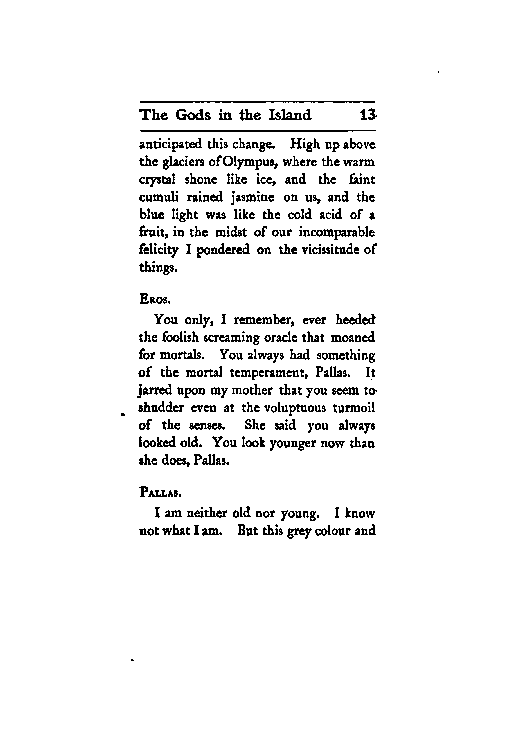 The Gods in the Island 13
anticipated this change. High up above
the glaciers of Olympus, where the warm
crystal shone like ice, and the faint
cumuli rained jasmine on us, and the
blue light was like the cold acid of a
fruit, in the midst of our incomparable
felicity I pondered on the vicissitude of
things.
EROS.
You only, I remember, ever heeded
the foolish screaming oracle that moaned
for mortals. You always had something
of the mortal temperament, Pallas. It
jarred upon my mother that you seem to
shudder even at the voluptuous turmoil
of the senses. She said you always
looked old. You look younger now than
she does, Pallas.
PALLAS.
I am neither old nor young. I know
not what I am. But this grey colour and